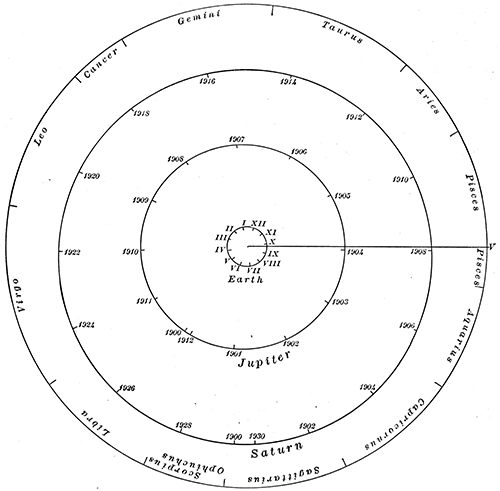 Gemini
Taurus
Cancer
Aries
Leo
Pisces
1916
1914
1918
1912
1907
1908
1906
1920
1910
1909
1905
I
XII
II
XI
III
X
V
1922
1910
IV
IX
1904
1908
Pisces
V
VIII
VI
VII
Earth
Virgo
1911
1903
Aquarius
1924
1900
1912
1902
1906
1901
Jupiter
1926
1904
Capricornus
Libra
1928
1900
1930
1902
Saturn
Ophiuchus
Scorpius
Sagittarius